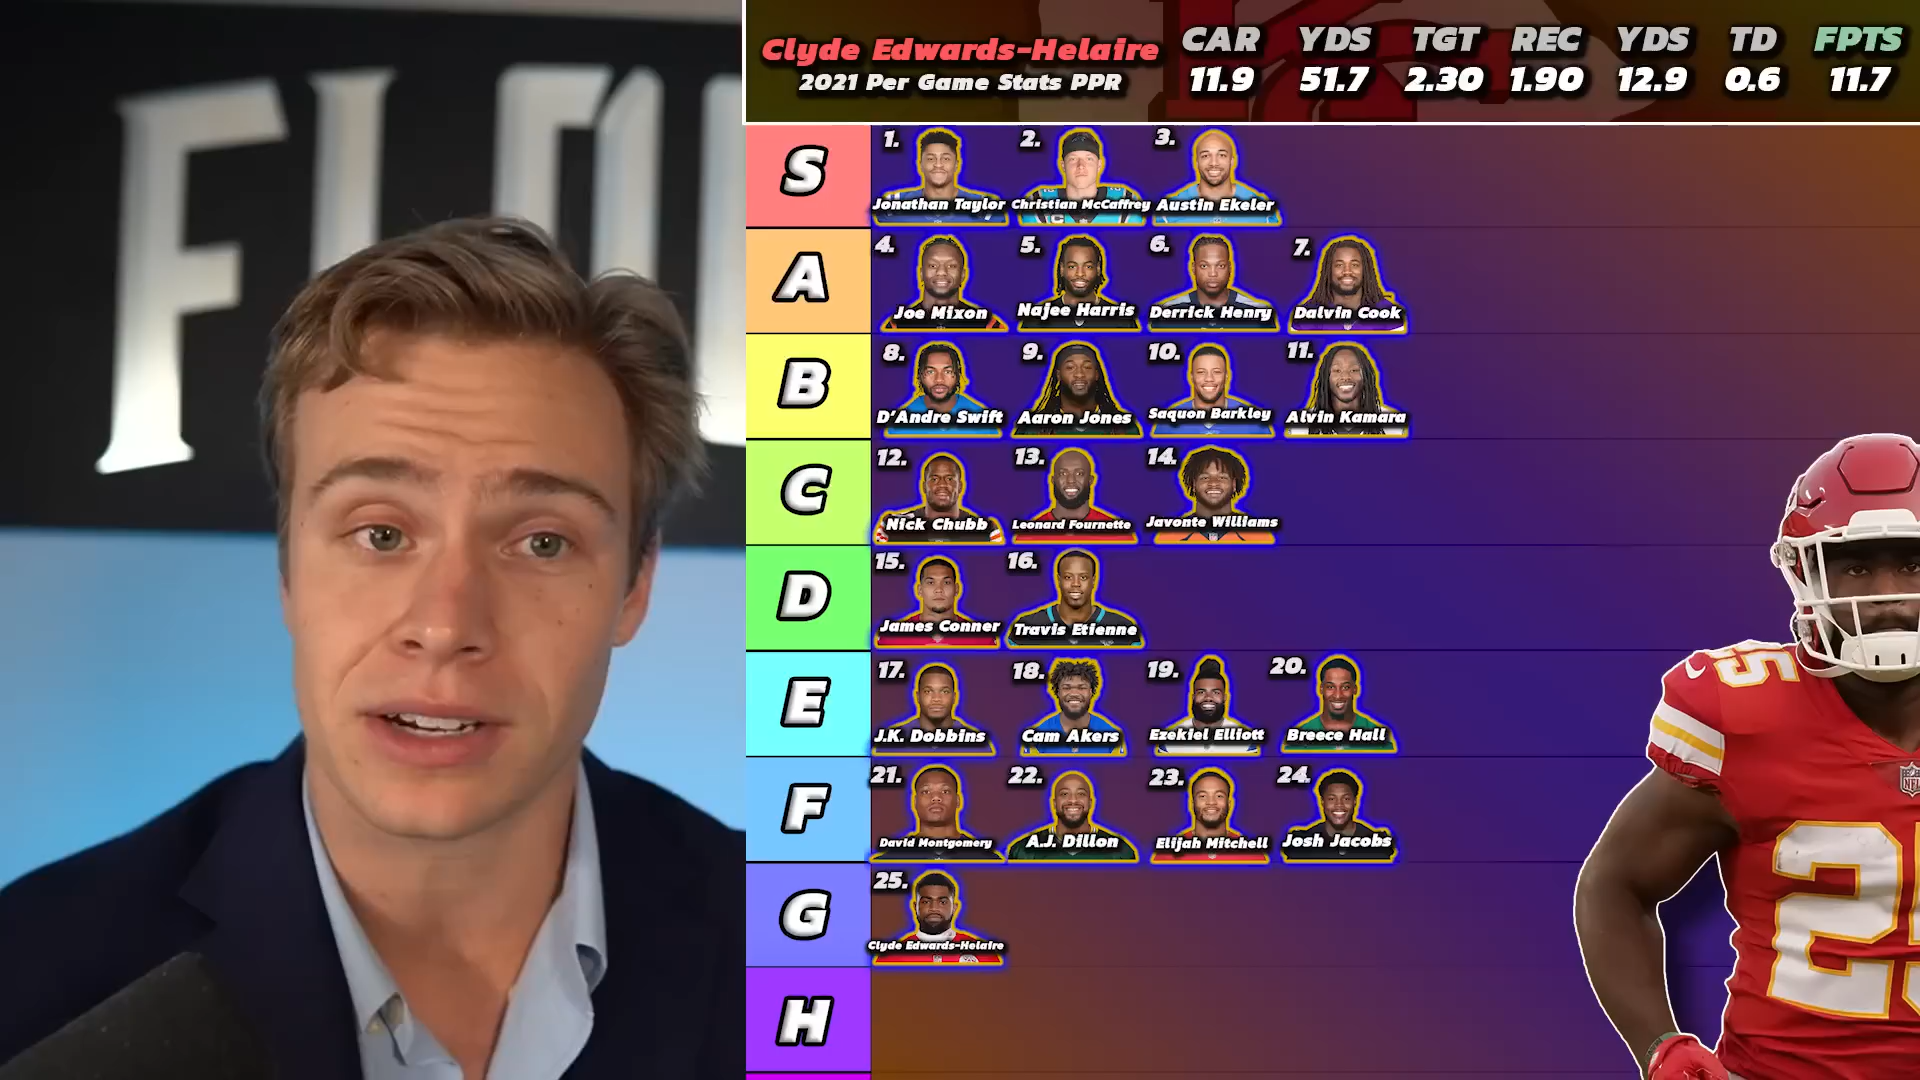 FLO
Clyde Edwards-Helaire
2021 Per Game Stats PPR
CAR YDS TGT REC YDS TD FPTS
11.9 51.7 2.30 1.90 12.9 0.6 11.7
S
1. 2. 3.
Jonathan Taylor Christian McCaffrey Austin Ekeler
A
4. 5. 6. 7.
Joe Mixon Najee Harris Derrick Henry Dalvin Cook
B
8. 9. 10. 11.
D'Andre Swift Aaron Jones Saquon Barkley Alvin Kamara
C
12. 13. 14.
Nick Chubb Leonard Fournette Javonte Williams
D
15. 16.
James Conner Travis Etienne
E
17. 18. 19. 20.
J.K. Dobbins Cam Akers Ezekiel Elliott Breece Hall
F
21. 22. 23. 24.
David Montgomery A.J. Dillon Elijah Mitchell Josh Jacobs
G
25.
Clyde Edwards-Helaire
H
25
NFL
25